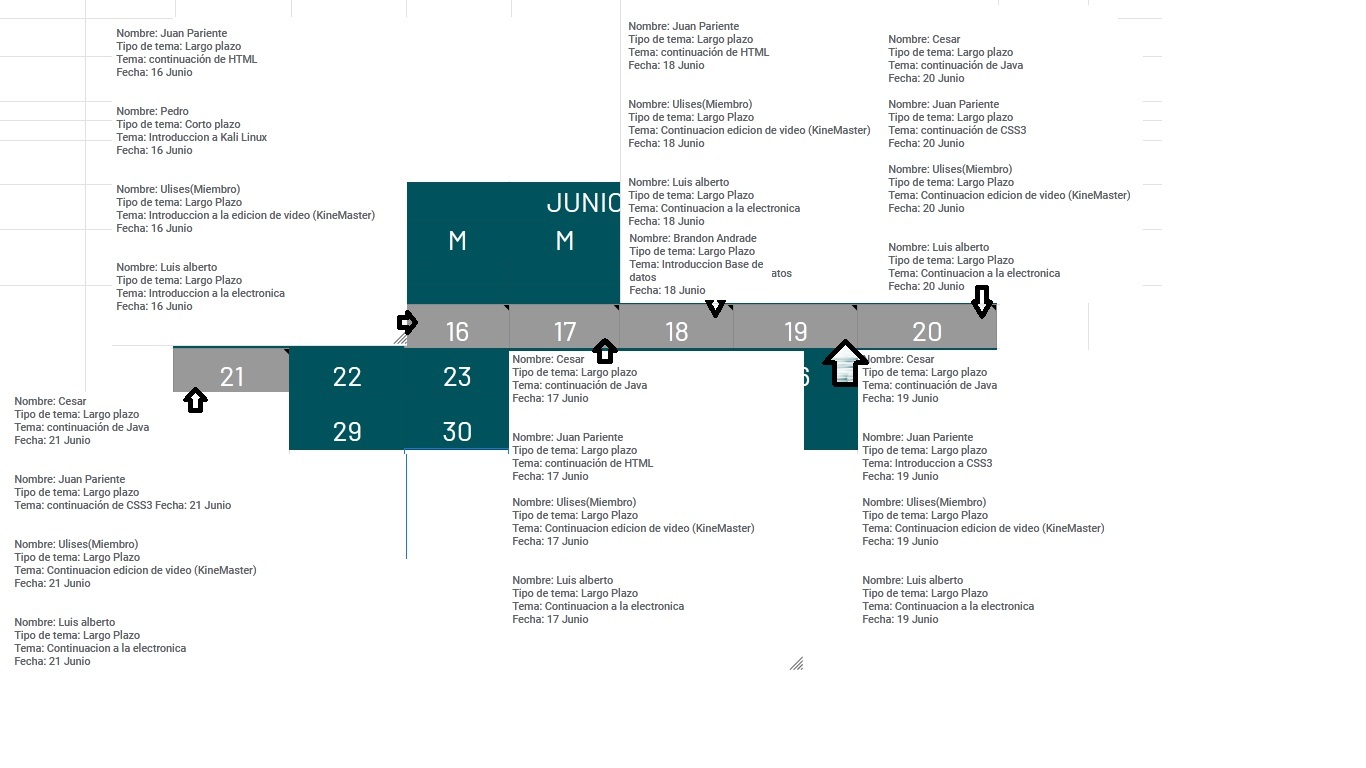 Nombre: Juan Pariente
Tipo de tema: Largo plazo
Tema: continuación de HTML
Fecha: 16 Junio
Nombre: Pedro
Tipo de tema: Corto plazo
Tema: Introduccion a Kali Linux
Fecha: 16 Junio
Nombre: Ulises(Miembro)
Tipo de tema: Largo Plazo
Tema: Introduccion a la edicion de video (KineMaster)
Fecha: 16 Junio
Nombre: Luis alberto
Tipo de tema: Largo Plazo
Tema: Introduccion a la electronica
Fecha: 16 Junio
Nombre: Juan Pariente
Tipo de tema: Largo plazo
Tema: continuación de HTML
Fecha: 18 Junio
Nombre: Ulises(Miembro)
Tipo de tema: Largo Plazo
Tema: Continuacion edicion de video (KineMaster)
Fecha: 18 Junio
Nombre: Luis alberto
Tipo de tema: Largo Plazo
Tema: Continuacion a la electronica
Fecha: 18 Junio
Nombre: Brandon Andrade
Tipo de tema: Largo Plazo
Tema: Introduccion Base de
datos
atos
Fecha: 18 Junio
Nombre: Cesar
Tipo de tema: Largo plazo
Tema: continuación de Java
Fecha: 20 Junio
Nombre: Juan Pariente
Tipo de tema: Largo plazo
Tema: continuación de CSS3
Fecha: 20 Junio
Nombre: Ulises(Miembro)
Tipo de tema: Largo Plazo
Tema: Continuacion edicion de video (KineMaster)
Fecha: 20 Junio
Nombre: Luis alberto
Tipo de tema: Largo Plazo
Tema: Continuacion a la electronica
Fecha: 20 Junio
JUNIO
M M
16 17 18 19 20
21 22 23 6
29 30
Nombre: Cesar
Tipo de tema: Largo plazo
Tema: continuación de Java
Fecha: 21 Junio
Nombre: Juan Pariente
Tipo de tema: Largo plazo
Tema: continuación de CSS3 Fecha: 21 Junio
Nombre: Ulises(Miembro)
Tipo de tema: Largo Plazo
Tema: Continuacion edicion de video (KineMaster)
Fecha: 21 Junio
Nombre: Luis alberto
Tipo de tema: Largo Plazo
Tema: Continuacion a la electronica
Fecha: 21 Junio
Nombre: Cesar
Tipo de tema: Largo plazo
Tema: continuación de Java
Fecha: 17 Junio
Nombre: Juan Pariente
Tipo de tema: Largo plazo
Tema: continuación de HTML
Fecha: 17 Junio
Nombre: Ulises(Miembro)
Tipo de tema: Largo Plazo
Tema: Continuacion edicion de video (KineMaster)
Fecha: 17 Junio
Nombre: Luis alberto
Tipo de tema: Largo Plazo
Tema: Continuacion a la electronica
Fecha: 17 Junio
Nombre: Cesar
Tipo de tema: Largo plazo
Tema: continuación de Java
Fecha: 19 Junio
Nombre: Juan Pariente
Tipo de tema: Largo plazo
Tema: Introduccion a CSS3
Fecha: 19 Junio
Nombre: Ulises(Miembro)
Tipo de tema: Largo Plazo
Tema: Continuacion edicion de video (KineMaster)
Fecha: 19 Junio
Nombre: Luis alberto
Tipo de tema: Largo Plazo
Tema: Continuacion a la electronica
Fecha: 19 Junio